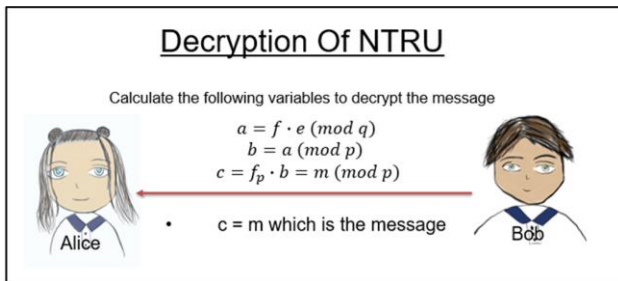 Decryption Of NTRU
Calculate the following variables to decrypt the message
a = f · e (mod q)
b = a (mod p)
c = f_p · b = m (mod p)
• c = m which is the message
Alice
Bob